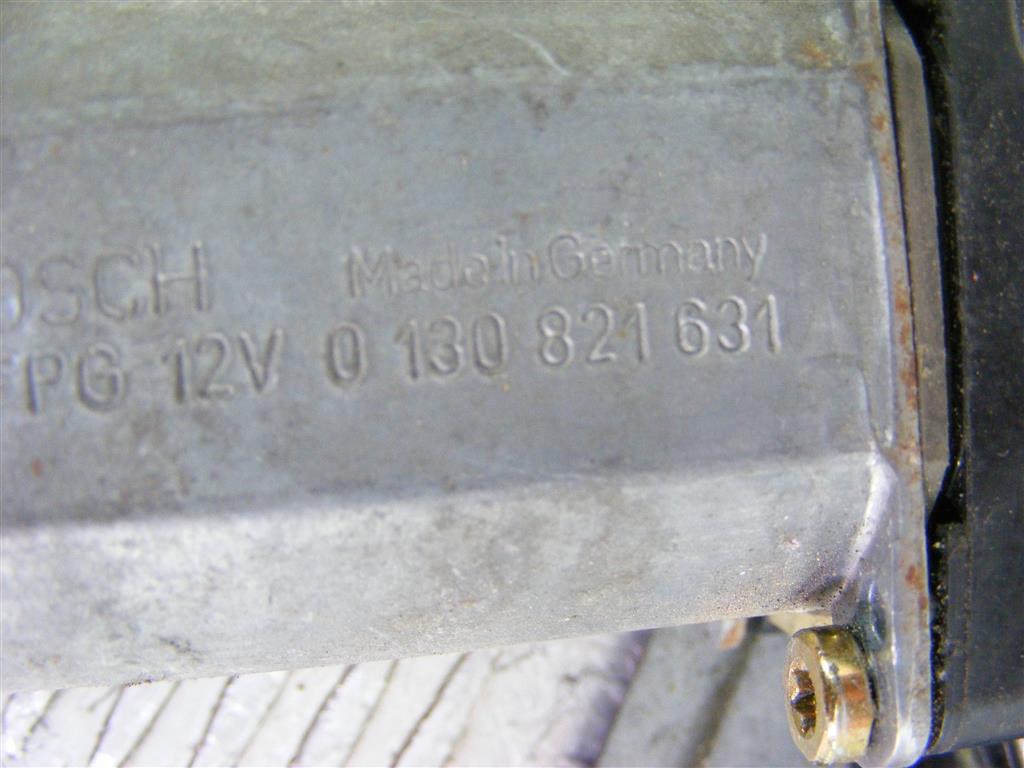 OSCH Made In Germany
PG 12V 0 130 821 631